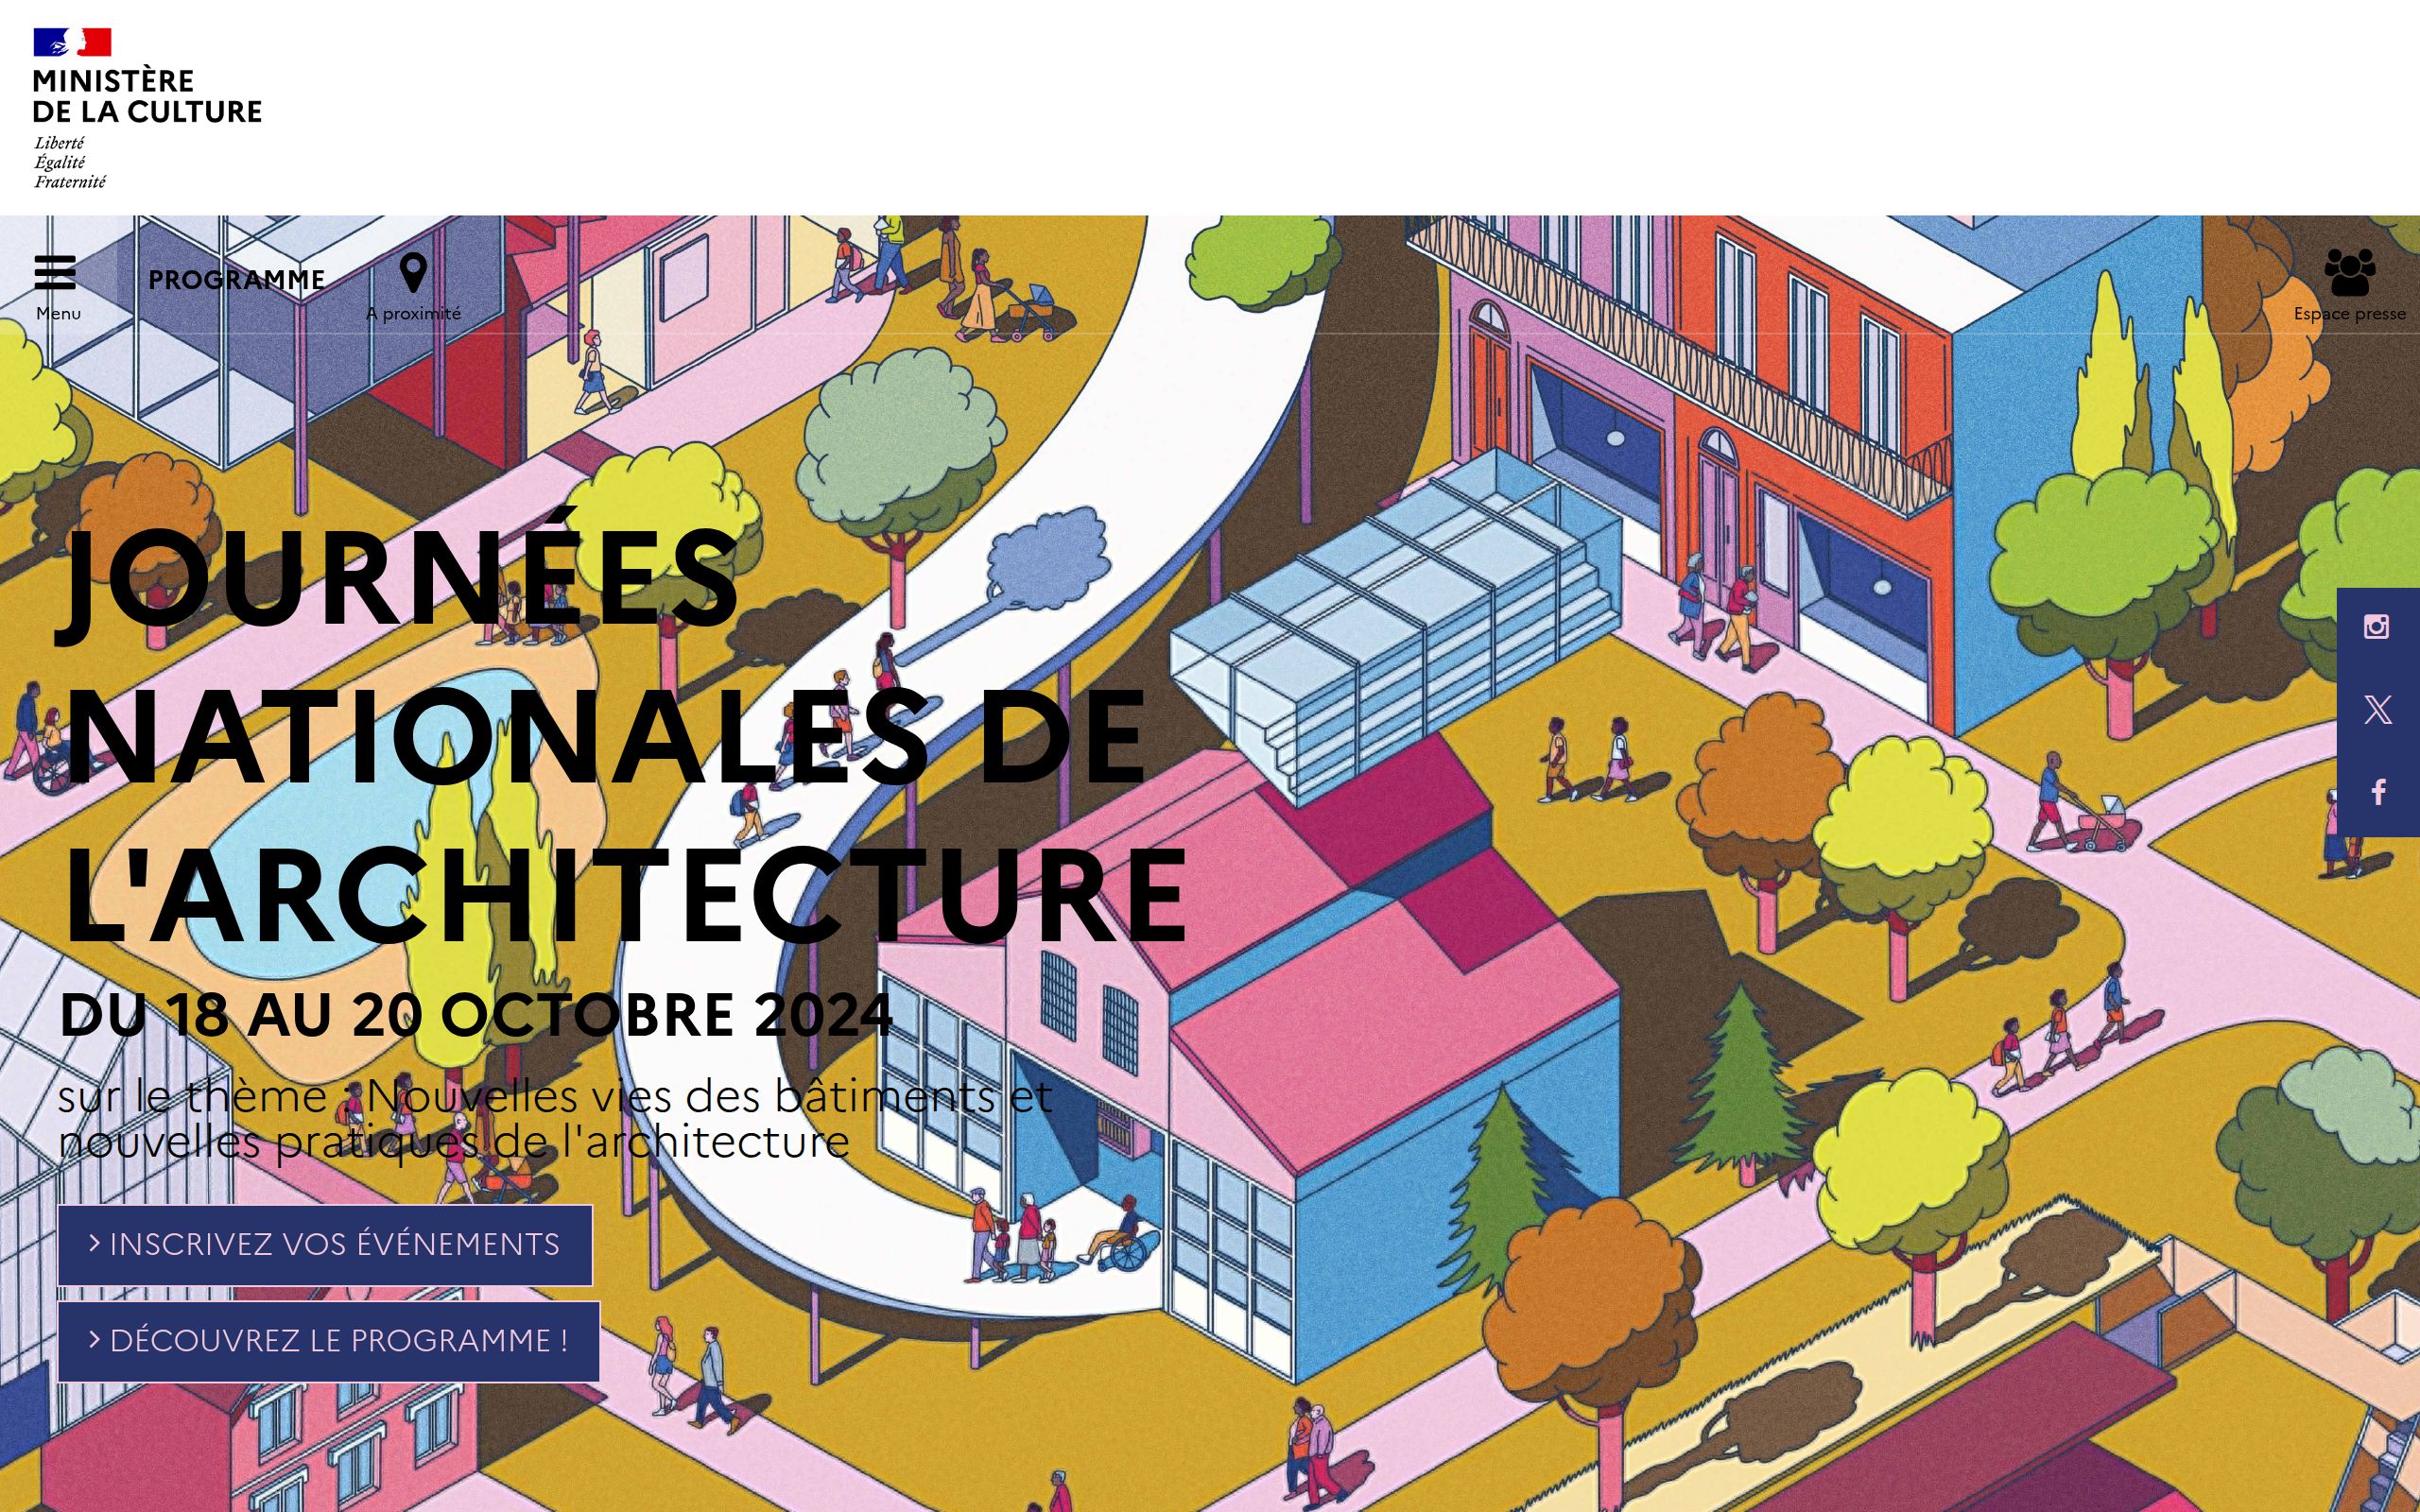 MINISTÈRE
DE LA CULTURE
Liberté
Égalité
Fraternité
Menu
PROGRAMME
A proximité
Espace presse
JOURNÉES
NATIONALES DE
L'ARCHITECTURE
DU 18 AU 20 OCTOBRE 2024
sur le thème : Nouvelles vies des bâtiments et
nouvelles pratiques de l'architecture
INSCRIVEZ VOS ÉVÉNEMENTS
DÉCOUVREZ LE PROGRAMME !